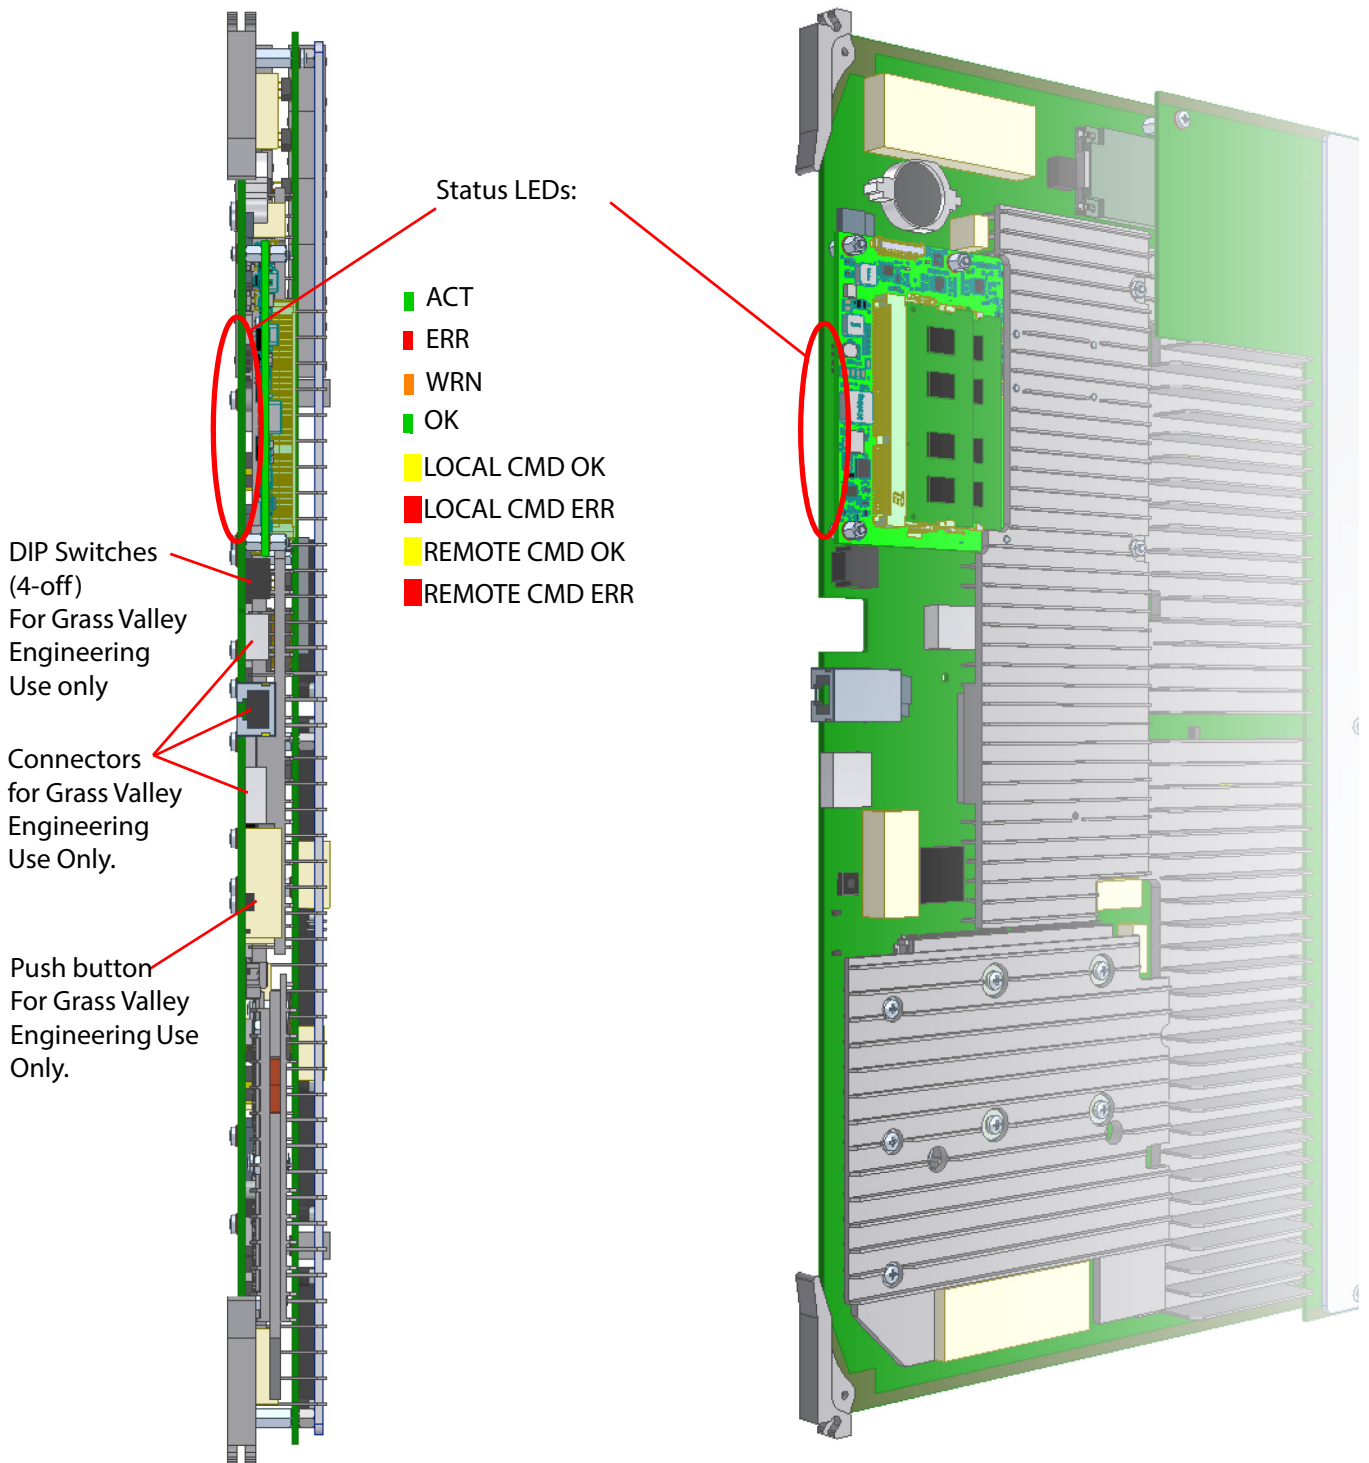 Status LEDs:
ACT
ERR
WRN
OK
LOCAL CMD OK
LOCAL CMD ERR
REMOTE CMD OK
REMOTE CMD ERR
DIP Switches
(4-off)
For Grass Valley
Engineering
Use only
Connectors
for Grass Valley
Engineering
Use Only.
Push button
For Grass Valley
Engineering Use
Only.